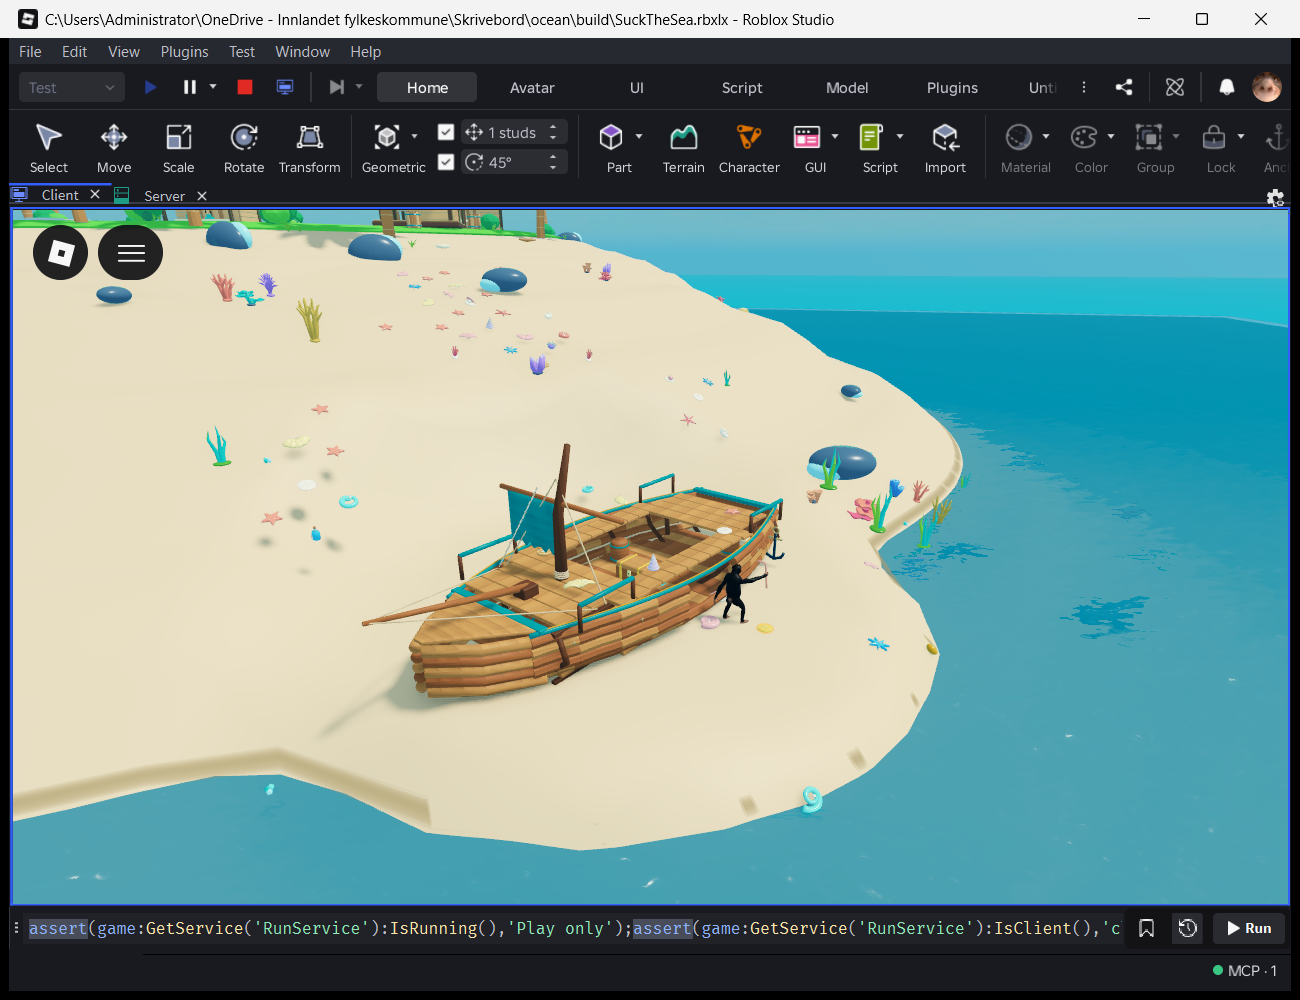 C:\Users\Administrator\OneDrive - Innlandet fylkeskommune\Skrivebord\ocean\build\SuckTheSea.rbxlx - Roblox Studio
File Edit View Plugins Test Window Help
Test Home Avatar UI Script Model Plugins Unti
1 studs
45°
Select Move Scale Rotate Transform Geometric Part Terrain Character GUI Script Import Material Color Group Lock Anc
Client Server
assert(game:GetService('RunService'):IsRunning(),'Play only');assert(game:GetService('RunService'):IsClient(),'c Run
MCP · 1